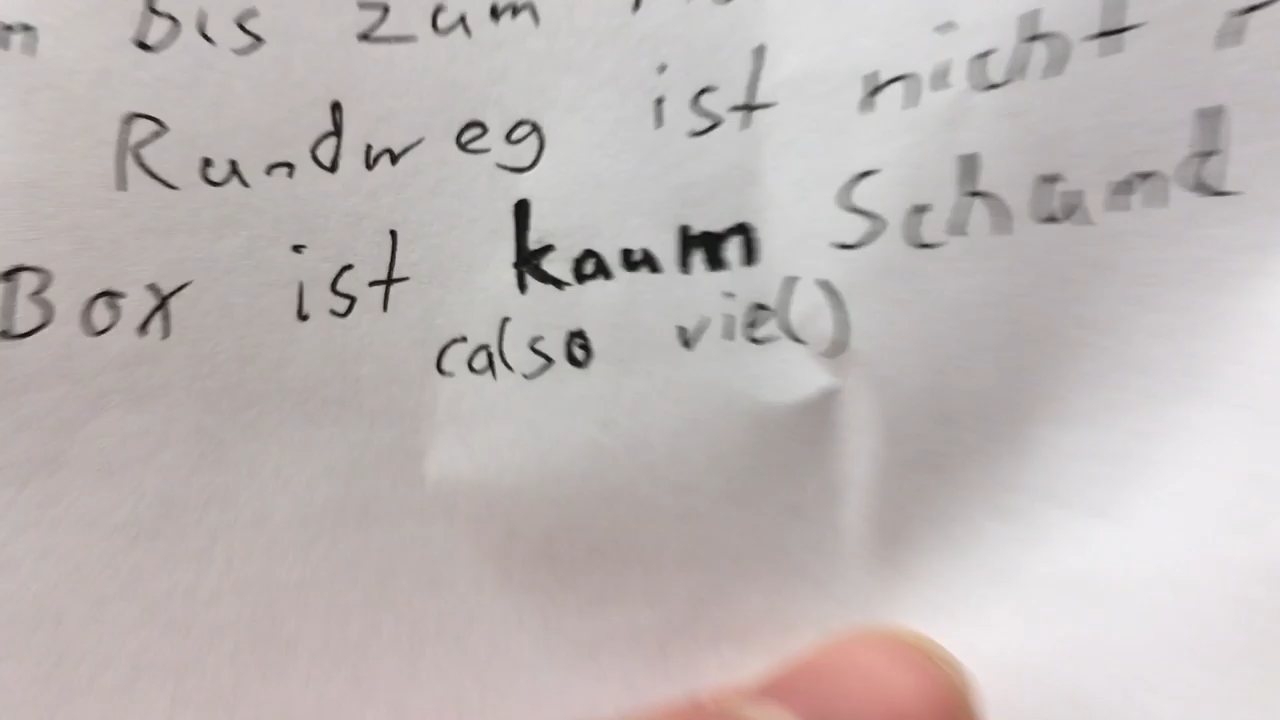 bis zum
Rundweg ist nicht
Box ist kaum Schand
(also viel)